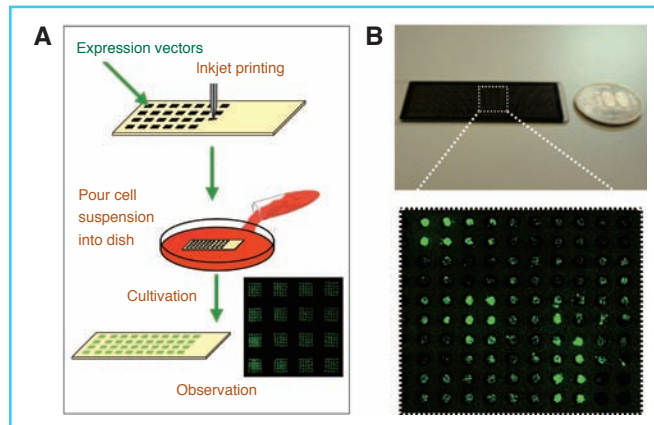 A
Expression vectors
Inkjet printing
Pour cell
suspension
into dish
Cultivation
Observation
B